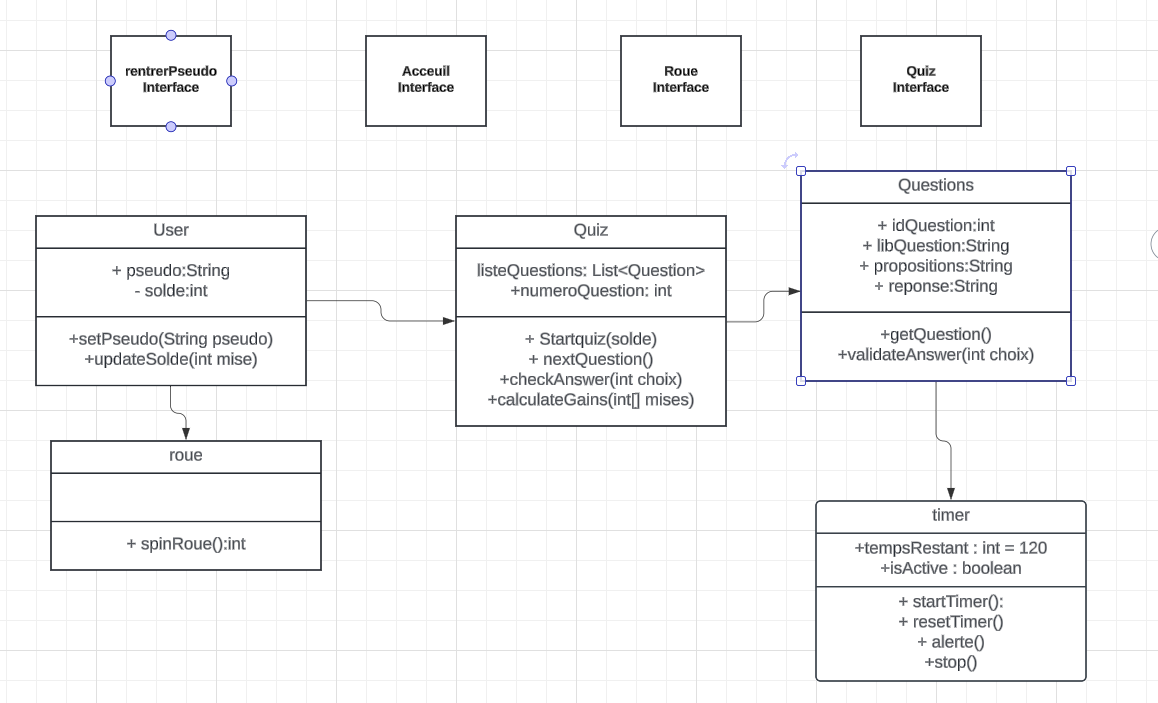 rentrerPseudo
Interface
Acceuil
Interface
Roue
Interface
Quiz
Interface
User
+ pseudo:String
- solde:int
+setPseudo(String pseudo)
+updateSolde(int mise)
Quiz
listeQuestions: List<Question>
+numeroQuestion: int
+ Startquiz(solde)
+ nextQuestion()
+checkAnswer(int choix)
+calculateGains(int[] mises)
Questions
+ idQuestion:int
+ libQuestion:String
+ propositions:String
+ reponse:String
+getQuestion()
+validateAnswer(int choix)
roue
+ spinRoue():int
timer
+tempsRestant : int = 120
+isActive : boolean
+ startTimer():
+ resetTimer()
+ alerte()
+stop()